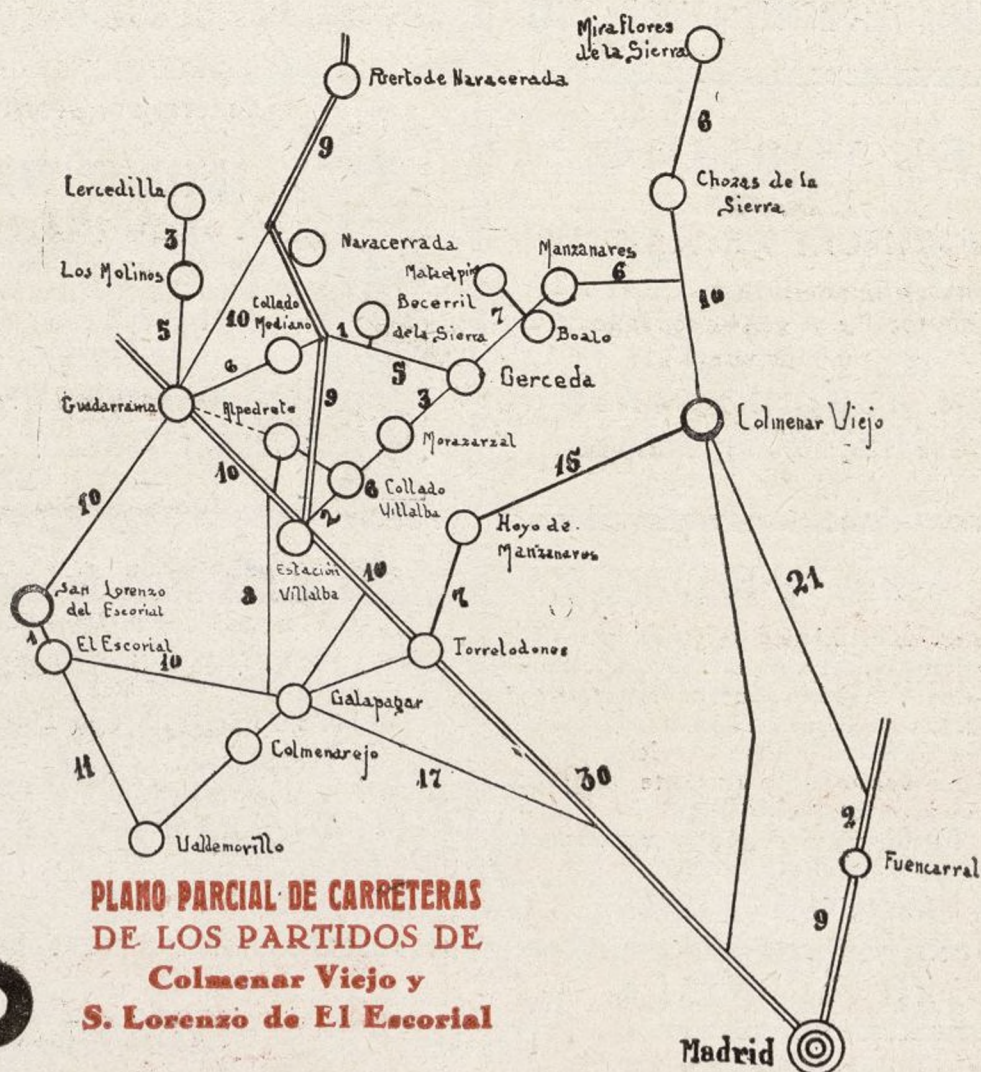 Miraflores
de la Sierra
Puerto de Navacerada
9
6
Cercedilla
Chozas de la
Sierra
3
Navacerrada
Manzanares
Los Molinos
Mataelpino
6
10
5
10
Collado
Mediano
Becerril
de la Sierra
1
7
Boalo
6
5
Cerceda
9
3
Guadarrama
Alpedrete
Colmenar Viejo
Morazarzal
10
10
15
6
Collado
Villalba
2
Hoyo de
Manzanares
Estación
Villalba
10
21
8
7
San Lorenzo
del Escorial
1
El Escorial
10
Torrelodones
Galapagar
Colmenarejo
11
17
30
2
Valdemorillo
Fuencarral
9
PLANO PARCIAL DE CARRETERAS
DE LOS PARTIDOS DE
Colmenar Viejo y
S. Lorenzo de El Escorial
Madrid